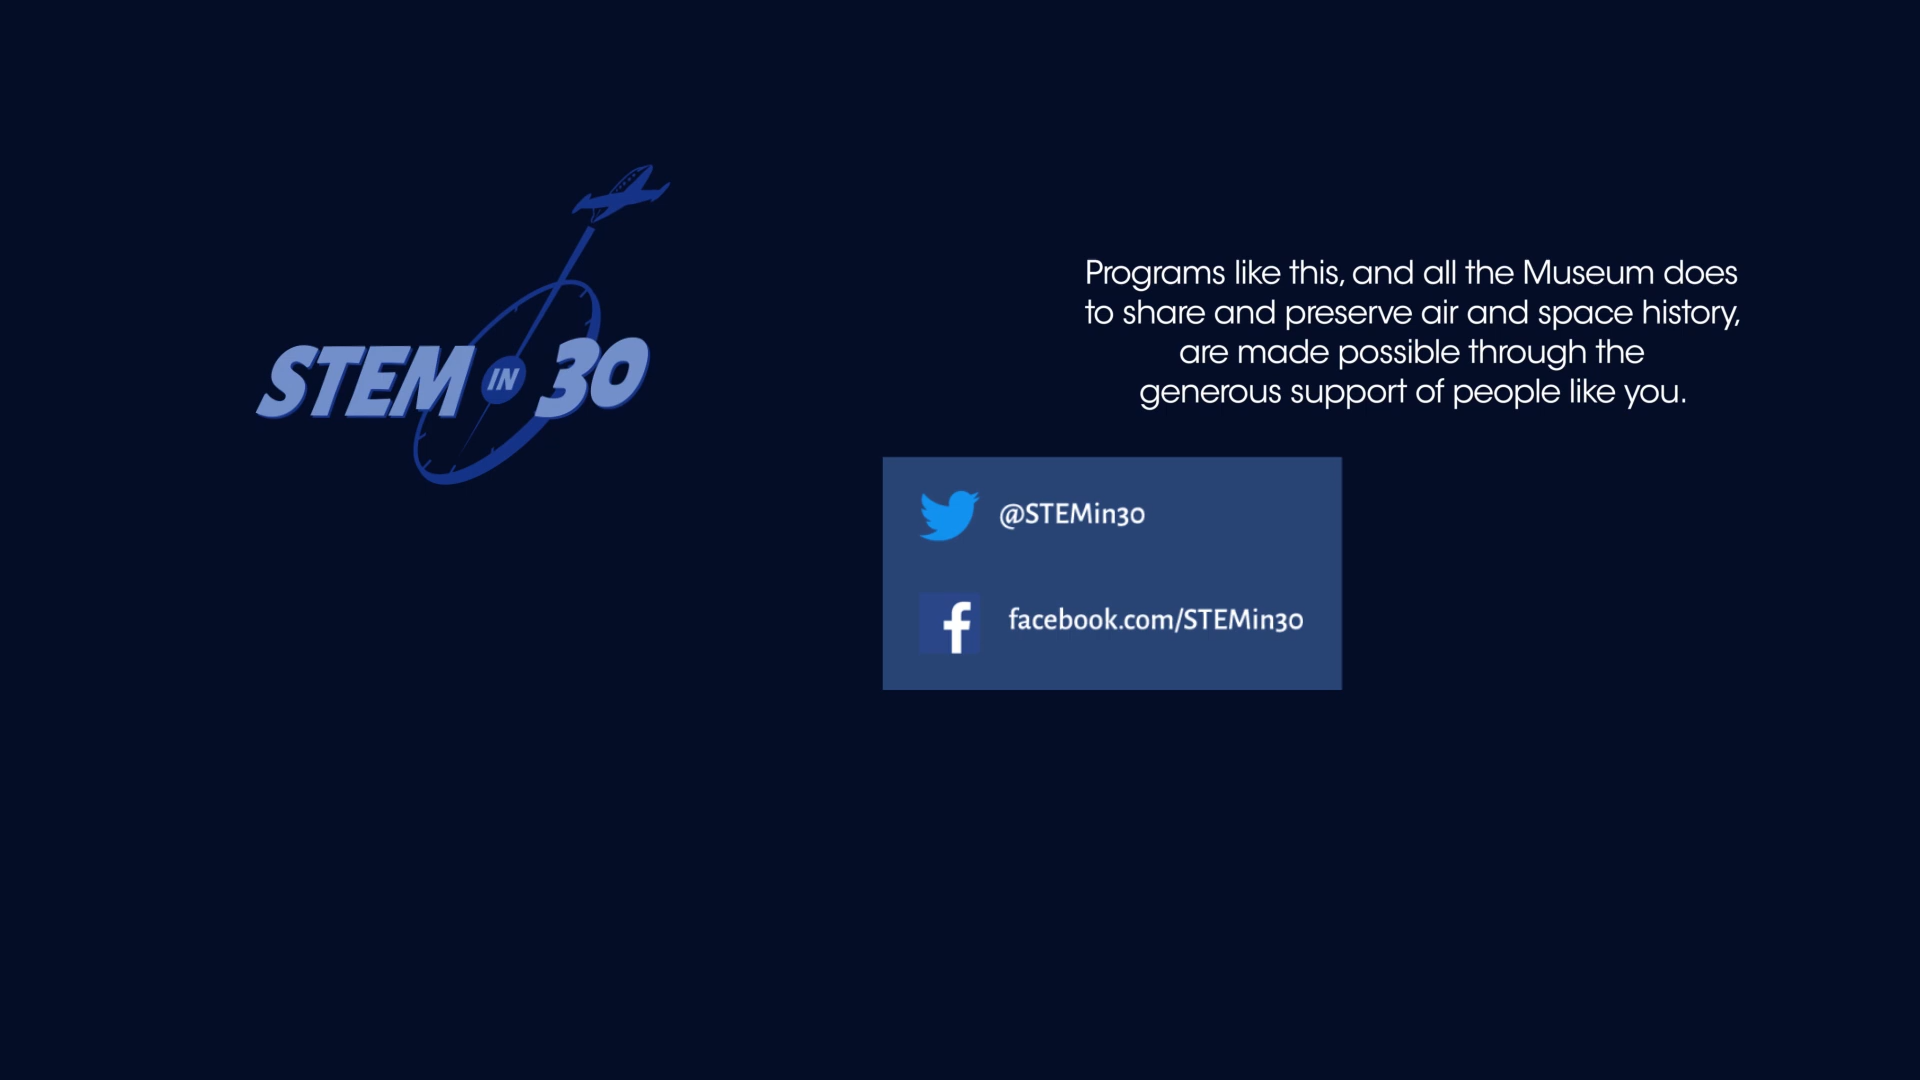 STEM IN 30
Programs like this, and all the Museum does
to share and preserve air and space history,
are made possible through the
generous support of people like you.
@STEMin30
facebook.com/STEMin30